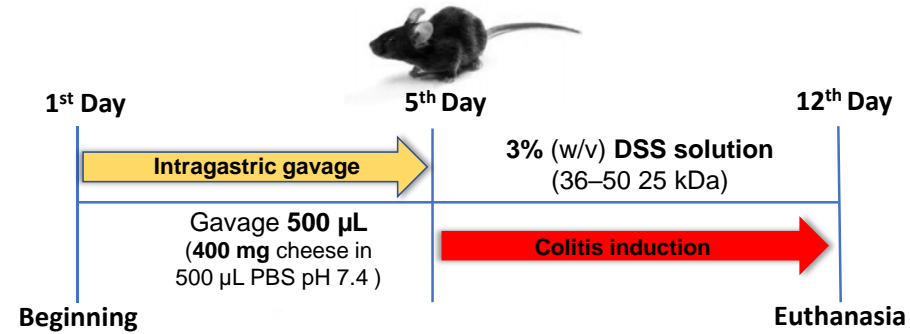 1st Day
5th Day
12th Day
Intragastric gavage
3% (w/v) DSS solution
(36–50 25 kDa)
Gavage 500 µL
(400 mg cheese in
500 µL PBS pH 7.4 )
Colitis induction
Beginning
Euthanasia